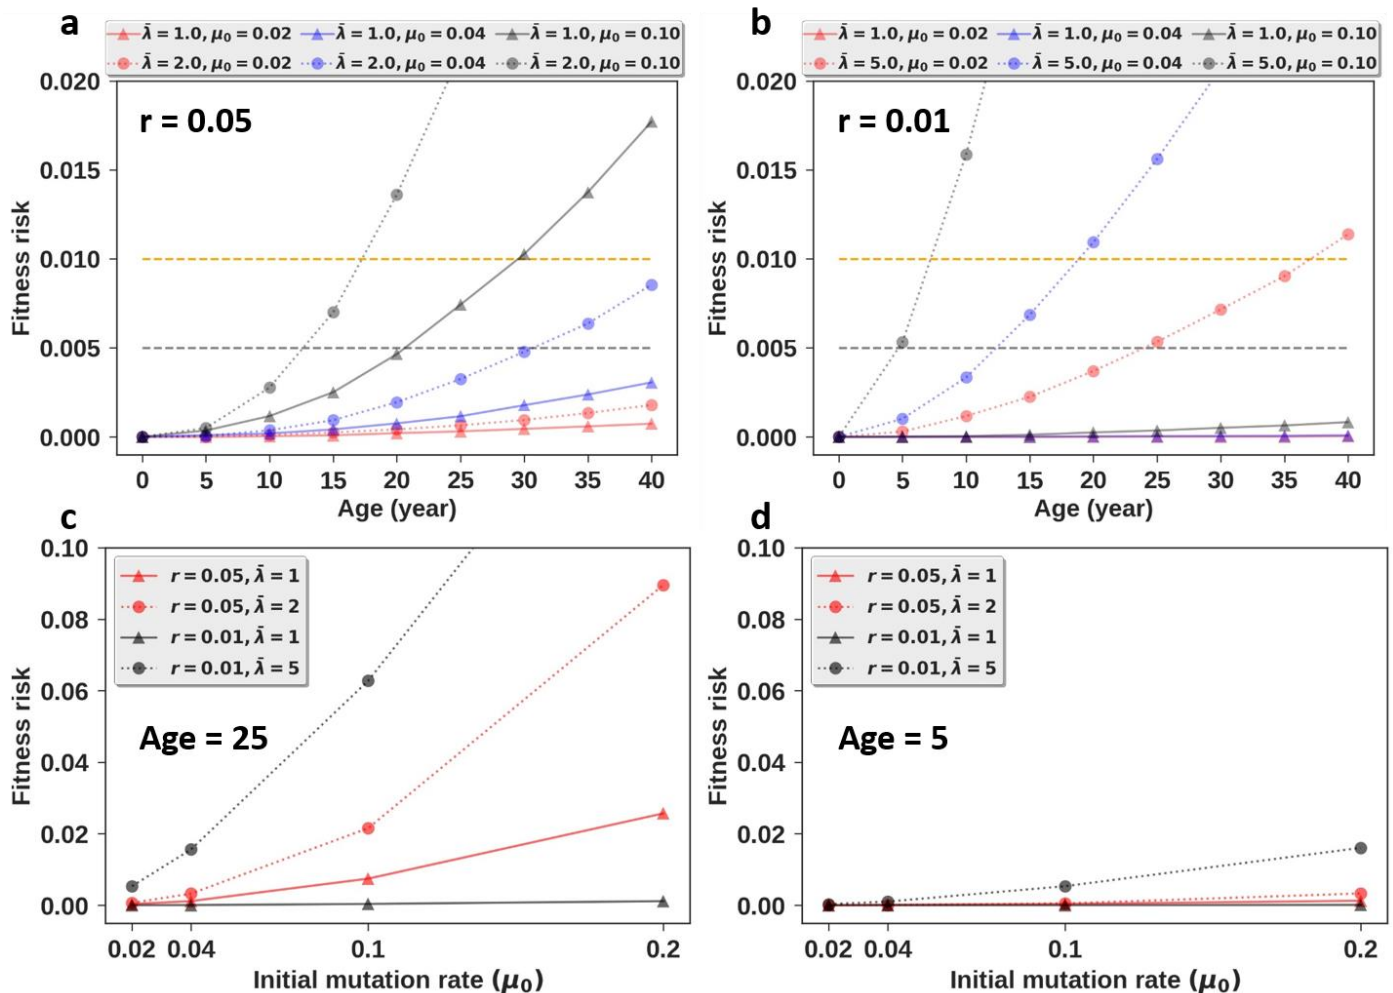 a
λ̄ = 1.0, μ₀ = 0.02 λ̄ = 1.0, μ₀ = 0.04 λ̄ = 1.0, μ₀ = 0.10
λ̄ = 2.0, μ₀ = 0.02 λ̄ = 2.0, μ₀ = 0.04 λ̄ = 2.0, μ₀ = 0.10
r = 0.05
Fitness risk
0.020
0.015
0.010
0.005
0.000
0 5 10 15 20 25 30 35 40
Age (year)
b
λ̄ = 1.0, μ₀ = 0.02 λ̄ = 1.0, μ₀ = 0.04 λ̄ = 1.0, μ₀ = 0.10
λ̄ = 5.0, μ₀ = 0.02 λ̄ = 5.0, μ₀ = 0.04 λ̄ = 5.0, μ₀ = 0.10
r = 0.01
Fitness risk
0.020
0.015
0.010
0.005
0.000
0 5 10 15 20 25 30 35 40
Age (year)
c
r = 0.05, λ̄ = 1
r = 0.05, λ̄ = 2
r = 0.01, λ̄ = 1
r = 0.01, λ̄ = 5
Age = 25
Fitness risk
0.10
0.08
0.06
0.04
0.02
0.00
0.02 0.04 0.1 0.2
Initial mutation rate (μ₀)
d
r = 0.05, λ̄ = 1
r = 0.05, λ̄ = 2
r = 0.01, λ̄ = 1
r = 0.01, λ̄ = 5
Age = 5
Fitness risk
0.10
0.08
0.06
0.04
0.02
0.00
0.02 0.04 0.1 0.2
Initial mutation rate (μ₀)